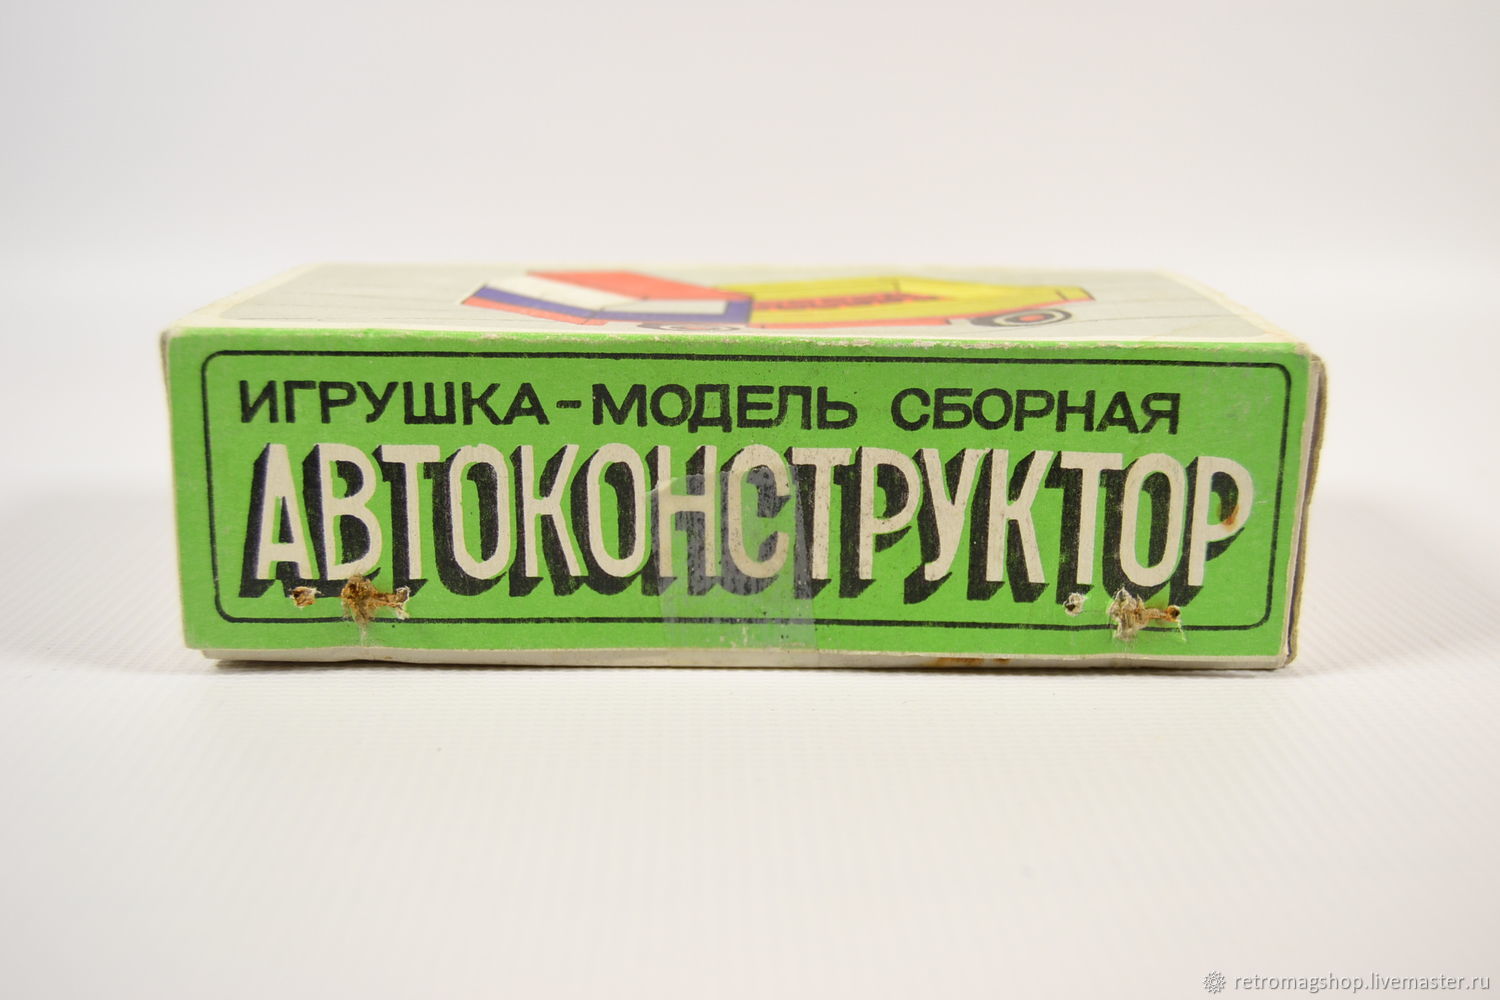 ИГРУШКА-МОДЕЛЬ СБОРНАЯ
АВТОКОНСТРУКТОР
retromagshop.livemaster.ru